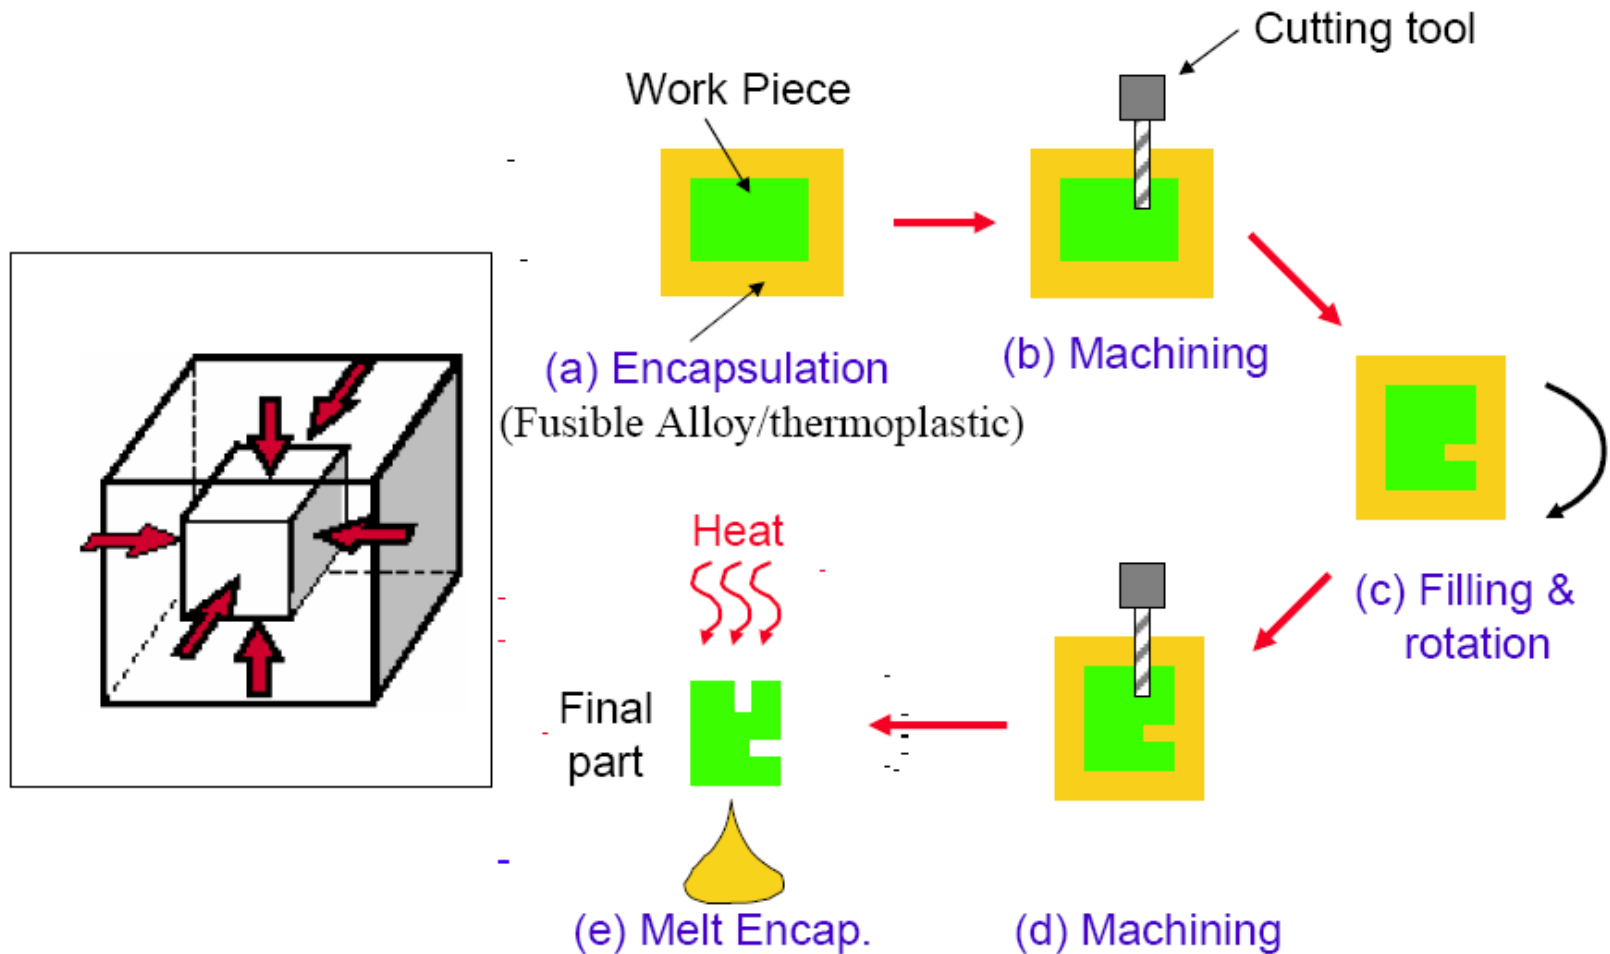 Cutting tool
Work Piece
(a) Encapsulation
(Fusible Alloy/thermoplastic)
(b) Machining
(c) Filling &
rotation
Heat
Final
part
(e) Melt Encap.
(d) Machining